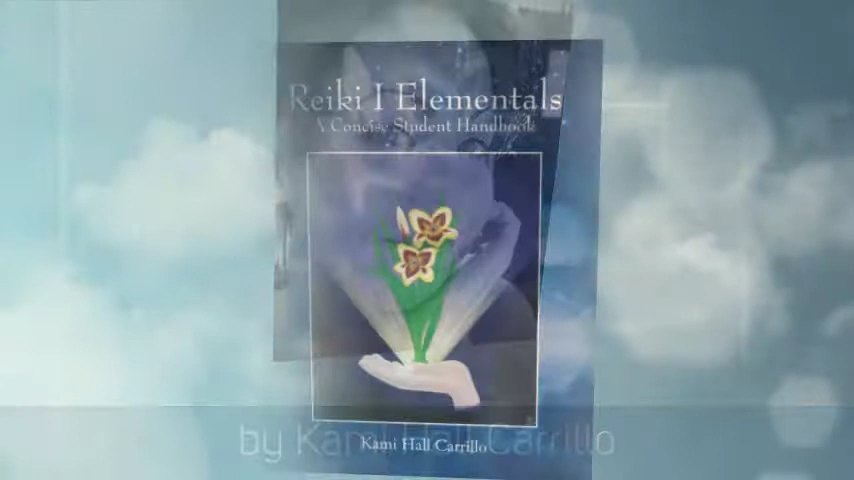 Reiki I Elementals
A Concise Student Handbook
Kami Hall Carrillo
by Kami Hall Carrillo